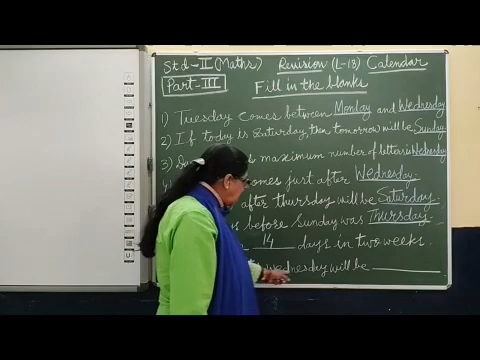 Std-II (Maths) Revision (L-13) Calendar
Part-III Fill in the blanks
1) Tuesday comes between Monday and Wednesday
2) If today is Saturday, then tomorrow will be Sunday
3) maximum number of letters is Wednesday
comes just after Wednesday.
after thursday will be Saturday.
before Sunday was Thursday.
14 days in two weeks.
wednesday will be